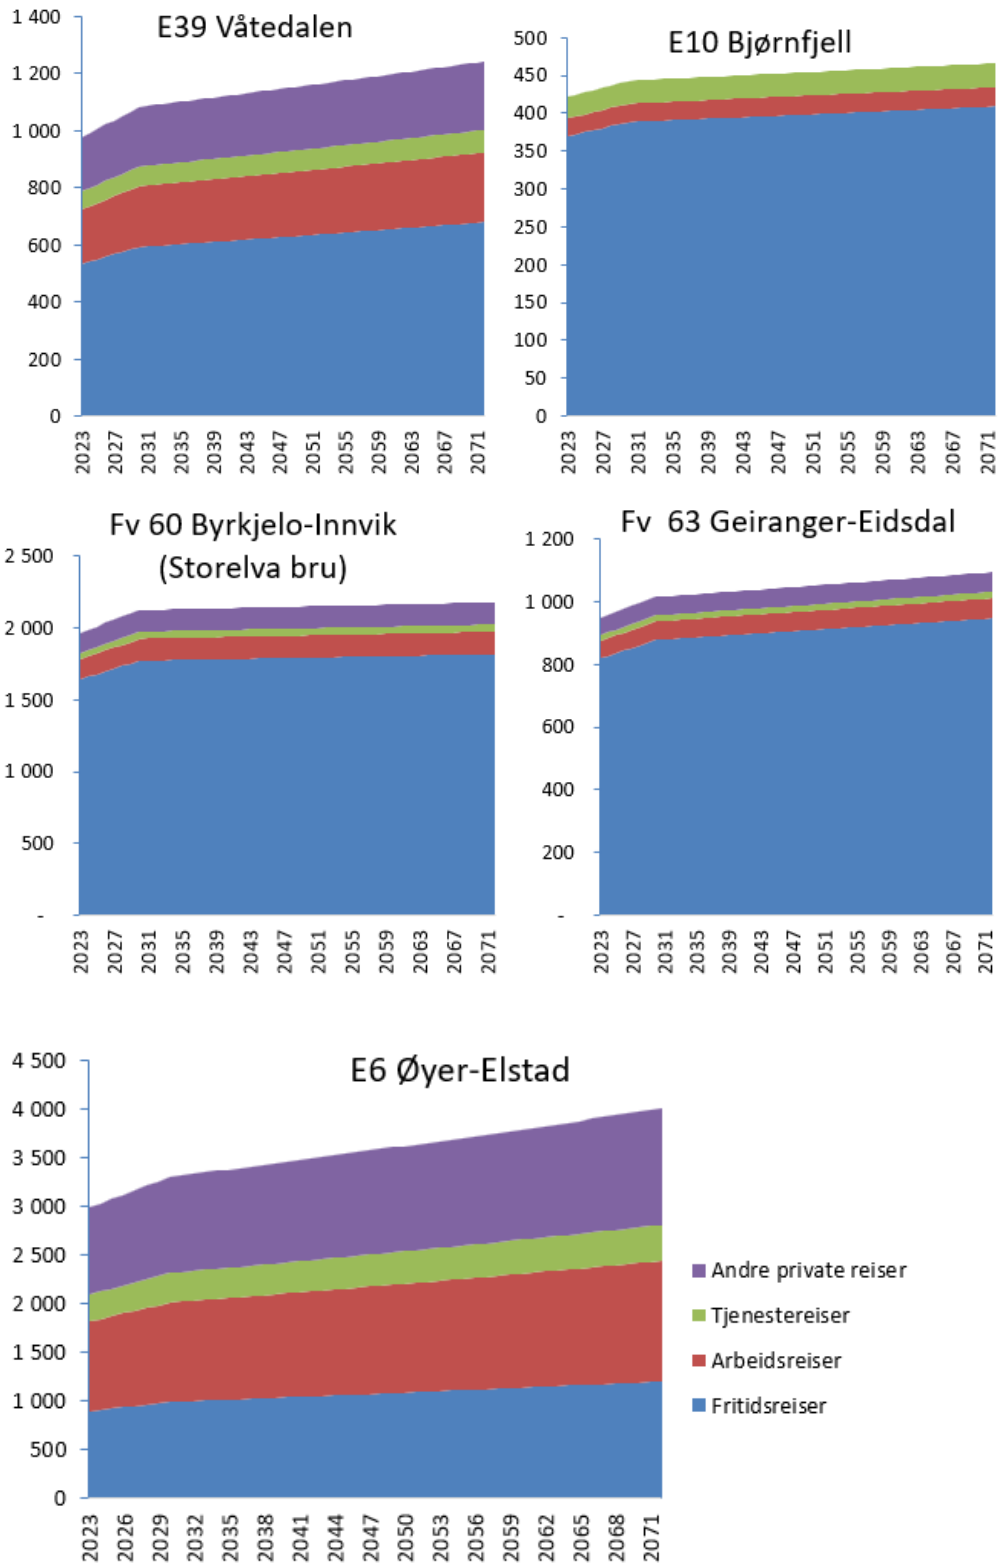 E39 Våtedalen
1 400
1 200
1 000
800
600
400
200
0
2023 2027 2031 2035 2039 2043 2047 2051 2055 2059 2063 2067 2071
E10 Bjørnfjell
500
450
400
350
300
250
200
150
100
50
0
2023 2027 2031 2035 2039 2043 2047 2051 2055 2059 2063 2067 2071
Fv 60 Byrkjelo-Innvik
(Storelva bru)
2 500
2 000
1 500
1 000
500
-
2023 2027 2031 2035 2039 2043 2047 2051 2055 2059 2063 2067 2071
Fv  63 Geiranger-Eidsdal
1 200
1 000
800
600
400
200
-
2023 2027 2031 2035 2039 2043 2047 2051 2055 2059 2063 2067 2071
E6 Øyer-Elstad
4 500
4 000
3 500
3 000
2 500
2 000
1 500
1 000
500
0
2023 2026 2029 2032 2035 2038 2041 2044 2047 2050 2053 2056 2059 2062 2065 2068 2071
Andre private reiser
Tjenestereiser
Arbeidsreiser
Fritidsreiser